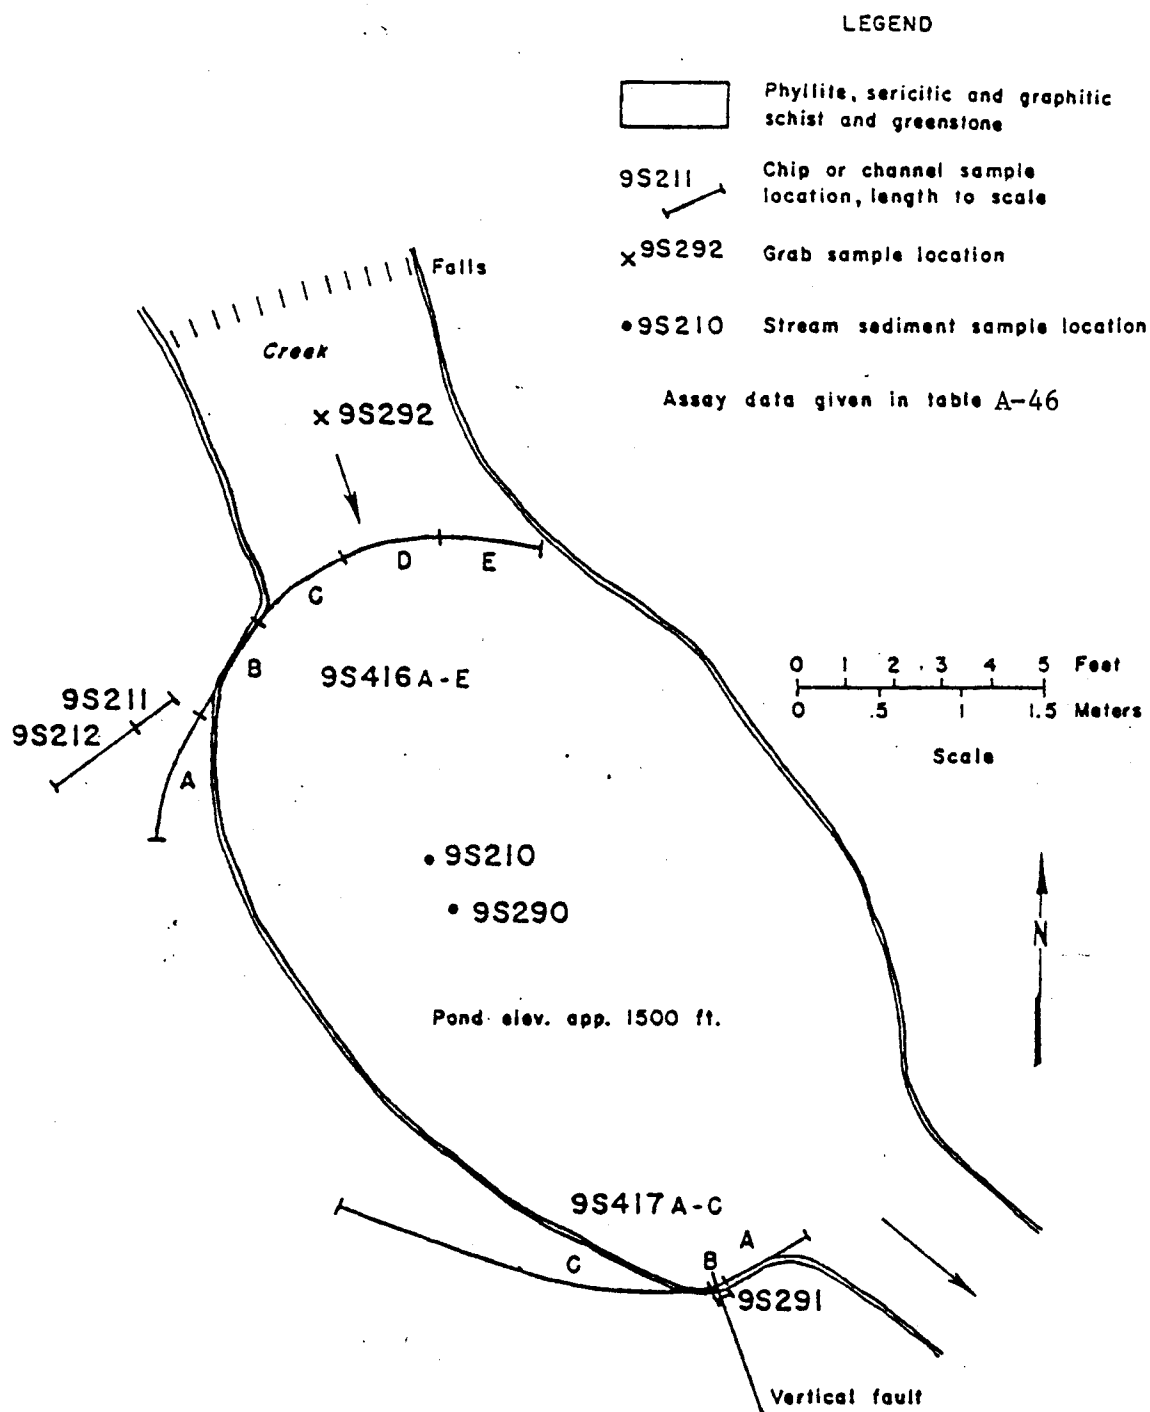 LEGEND
Phyllite, sericitic and graphitic
schist and greenstone
9S211
Chip or channel sample
location, length to scale
x 9S292
Grab sample location
9S210
Stream sediment sample location
Assay data given in table A-46
Falls
Creek
x 9S292
D
E
C
B
9S416 A-E
9S211
9S212
A
0 1 2 3 4 5 Feet
0 .5 1 1.5 Meters
Scale
9S210
9S290
N
Pond elev. app. 1500 ft.
9S417 A-C
A
B
C
9S291
Vertical fault